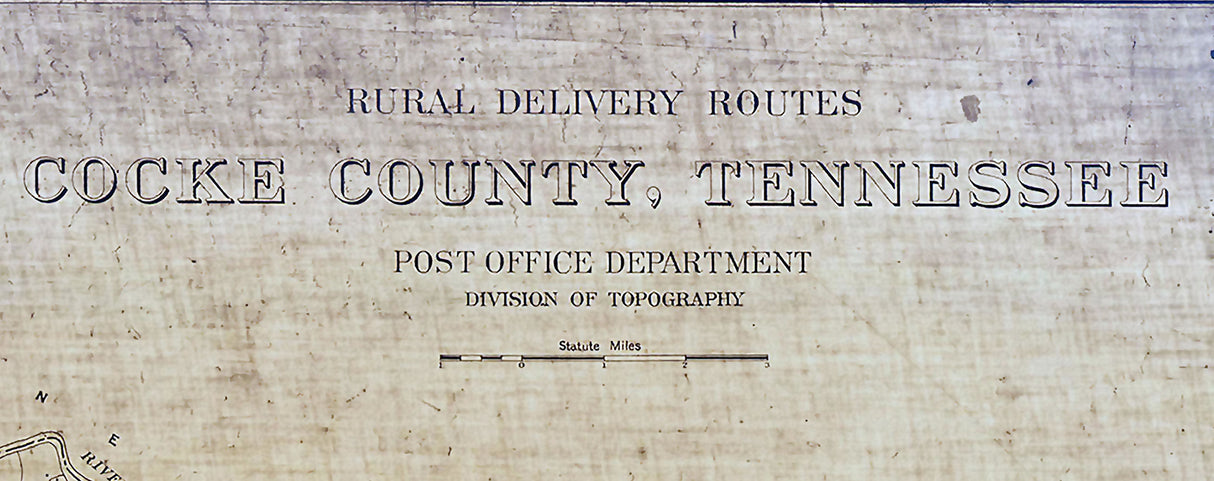 RURAL DELIVERY ROUTES
COCKE COUNTY, TENNESSEE
POST OFFICE DEPARTMENT
DIVISION OF TOPOGRAPHY
Statute Miles
1 0 1 2 3
N
E